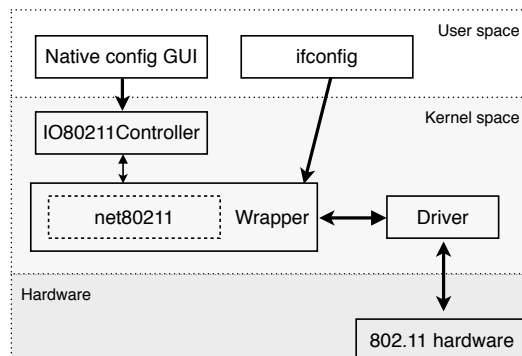 User space
Native config GUI
ifconfig
Kernel space
IO80211Controller
net80211
Wrapper
Driver
Hardware
802.11 hardware